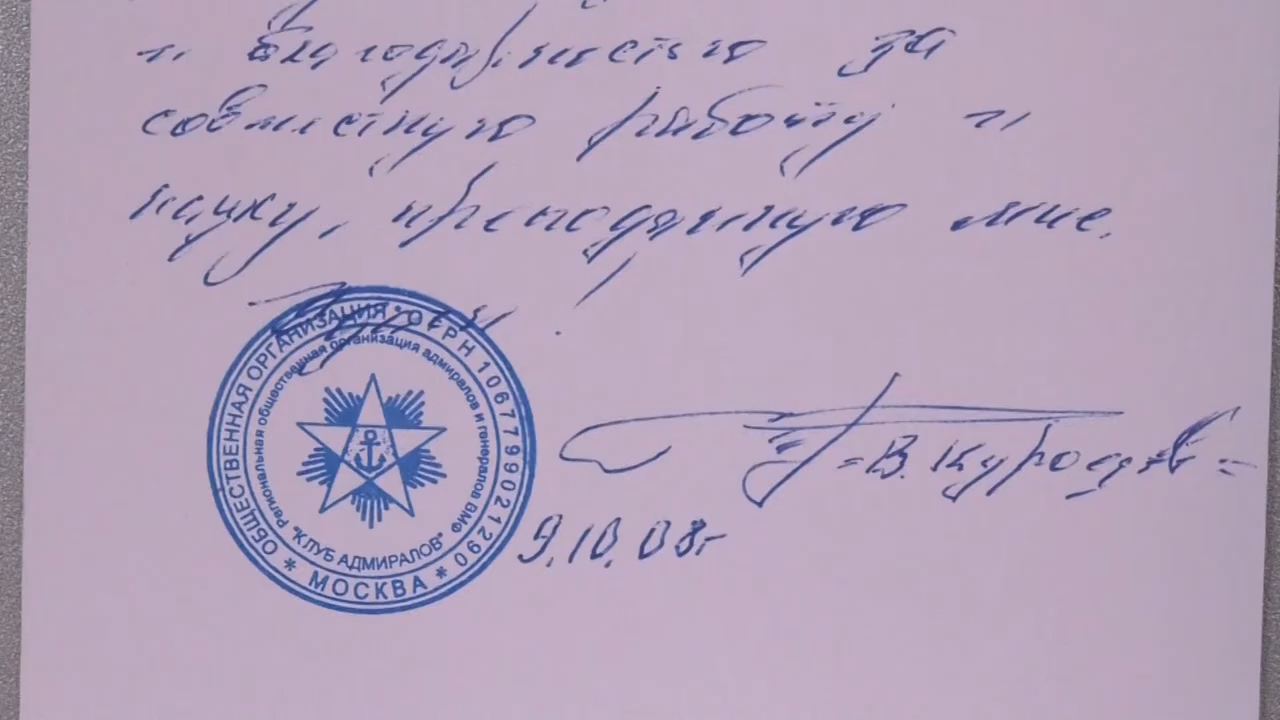 и благодарностью за
совместную работу и
науку, преподанную мне.
ОБЩЕСТВЕННАЯ ОРГАНИЗАЦИЯ * ОГРН 1067799021290 * МОСКВА *
Региональная общественная организация адмиралов и генералов ВМФ
"КЛУБ АДМИРАЛОВ"
В. Куроедов
9.10.08г